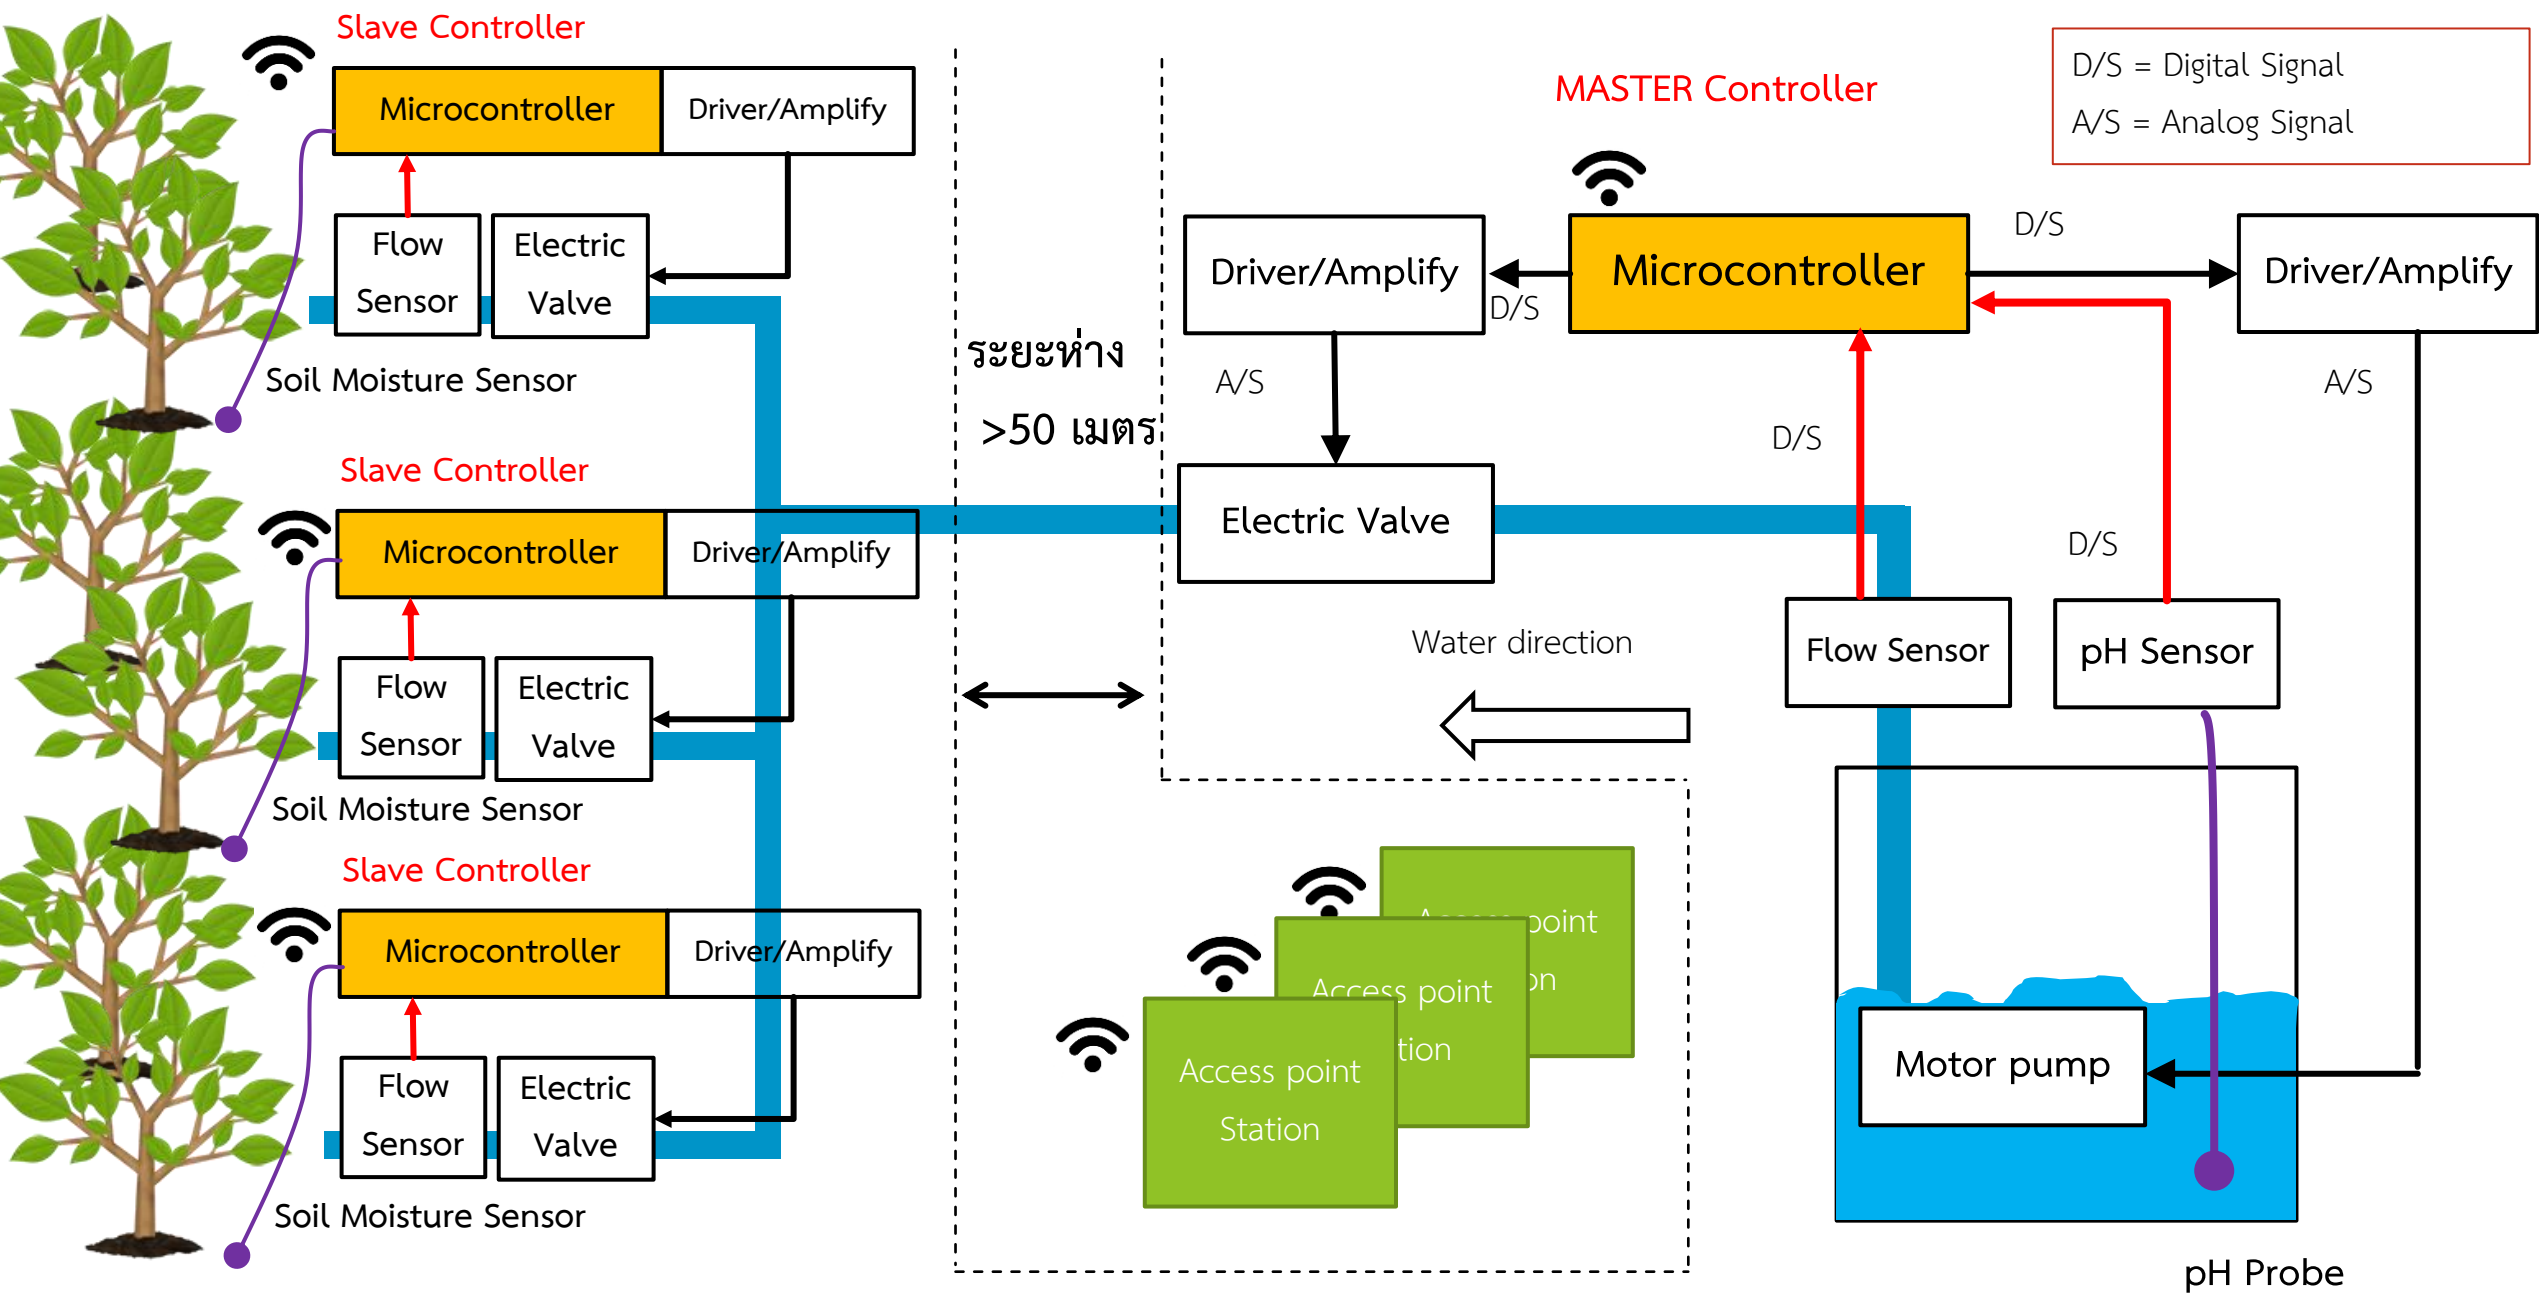 Slave Controller
Microcontroller
Driver/Amplify
Flow
Sensor
Electric
Valve
Soil Moisture Sensor
Slave Controller
Microcontroller
Driver/Amplify
Flow
Sensor
Electric
Valve
Soil Moisture Sensor
Slave Controller
Microcontroller
Driver/Amplify
Flow
Sensor
Electric
Valve
Soil Moisture Sensor
ระยะห่าง
>50 เมตร
MASTER Controller
D/S = Digital Signal
A/S = Analog Signal
Driver/Amplify
D/S
Microcontroller
D/S
Driver/Amplify
A/S
D/S
D/S
A/S
Electric Valve
Water direction
Flow Sensor
pH Sensor
Motor pump
pH Probe
point
Access point
Access point
Station